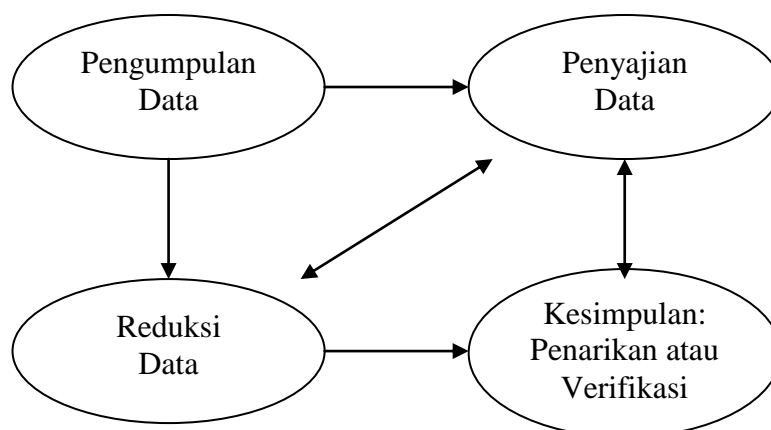 Pengumpulan
Data
Penyajian
Data
Reduksi
Data
Kesimpulan:
Penarikan atau
Verifikasi